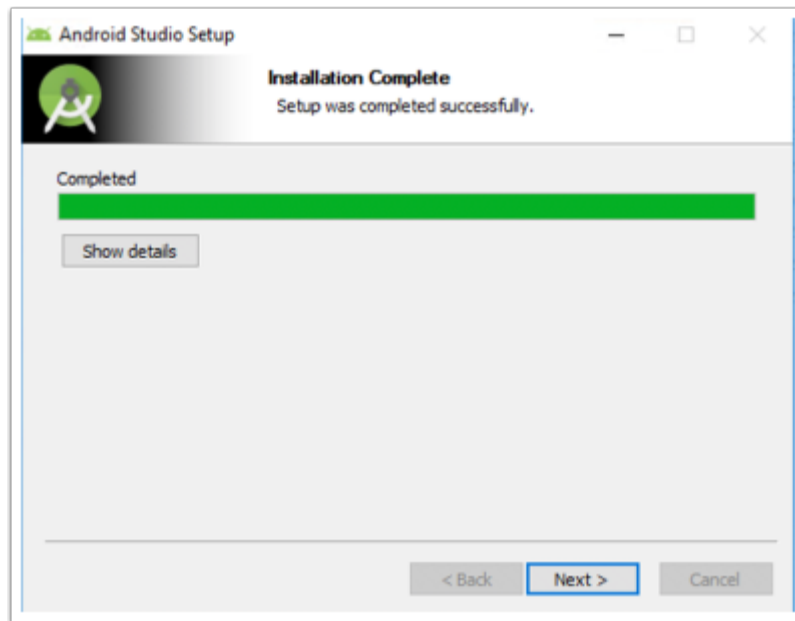 Android Studio Setup
Installation Complete
Setup was completed successfully.
Completed
Show details
< Back Next > Cancel